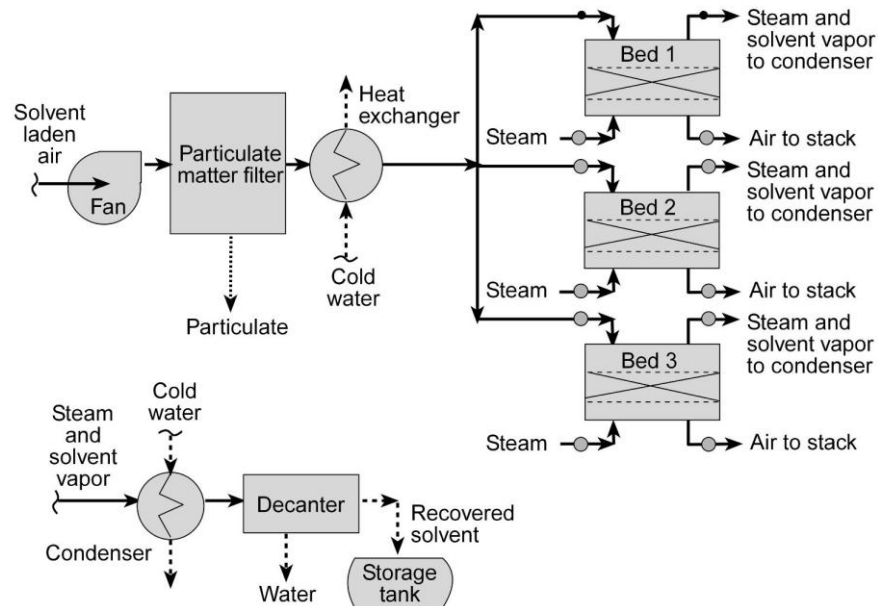 Solvent
laden
air
Fan
Particulate
matter filter
Particulate
Heat
exchanger
Cold
water
Bed 1
Steam and
solvent vapor
to condenser
Steam
Air to stack
Bed 2
Steam and
solvent vapor
to condenser
Steam
Air to stack
Bed 3
Steam and
solvent vapor
to condenser
Steam
Air to stack
Steam
and
solvent
vapor
Cold
water
Condenser
Decanter
Water
Recovered
solvent
Storage
tank